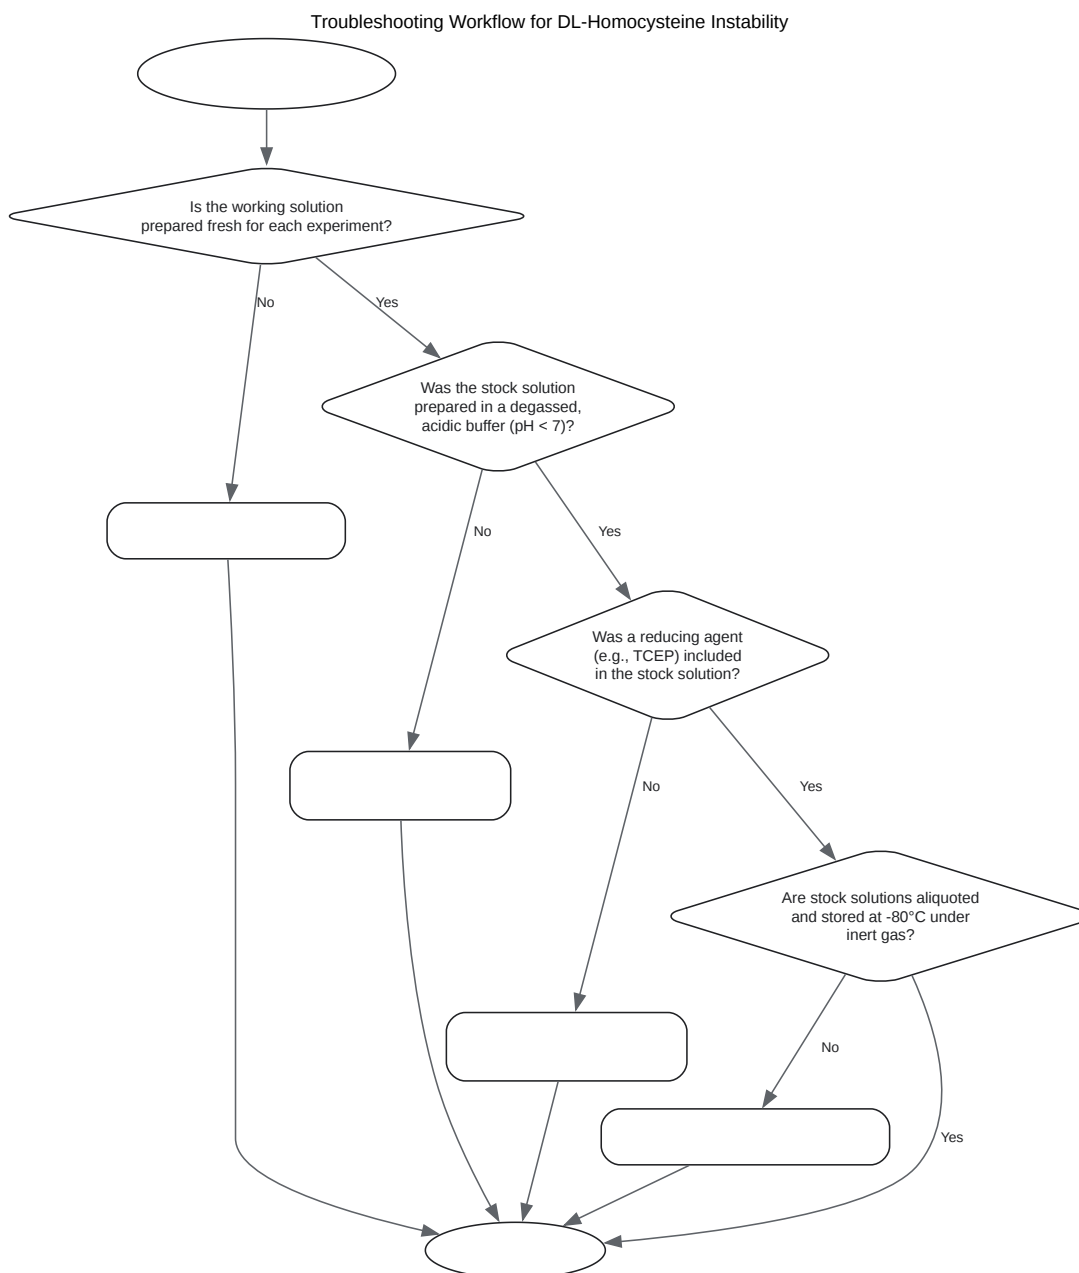 Troubleshooting Workflow for DL-Homocysteine Instability
Is the working solution
prepared fresh for each experiment?
No
Yes
Was the stock solution
prepared in a degassed,
acidic buffer (pH < 7)?
No
Yes
Was a reducing agent
(e.g., TCEP) included
in the stock solution?
No
Yes
Are stock solutions aliquoted
and stored at -80°C under
inert gas?
No
Yes